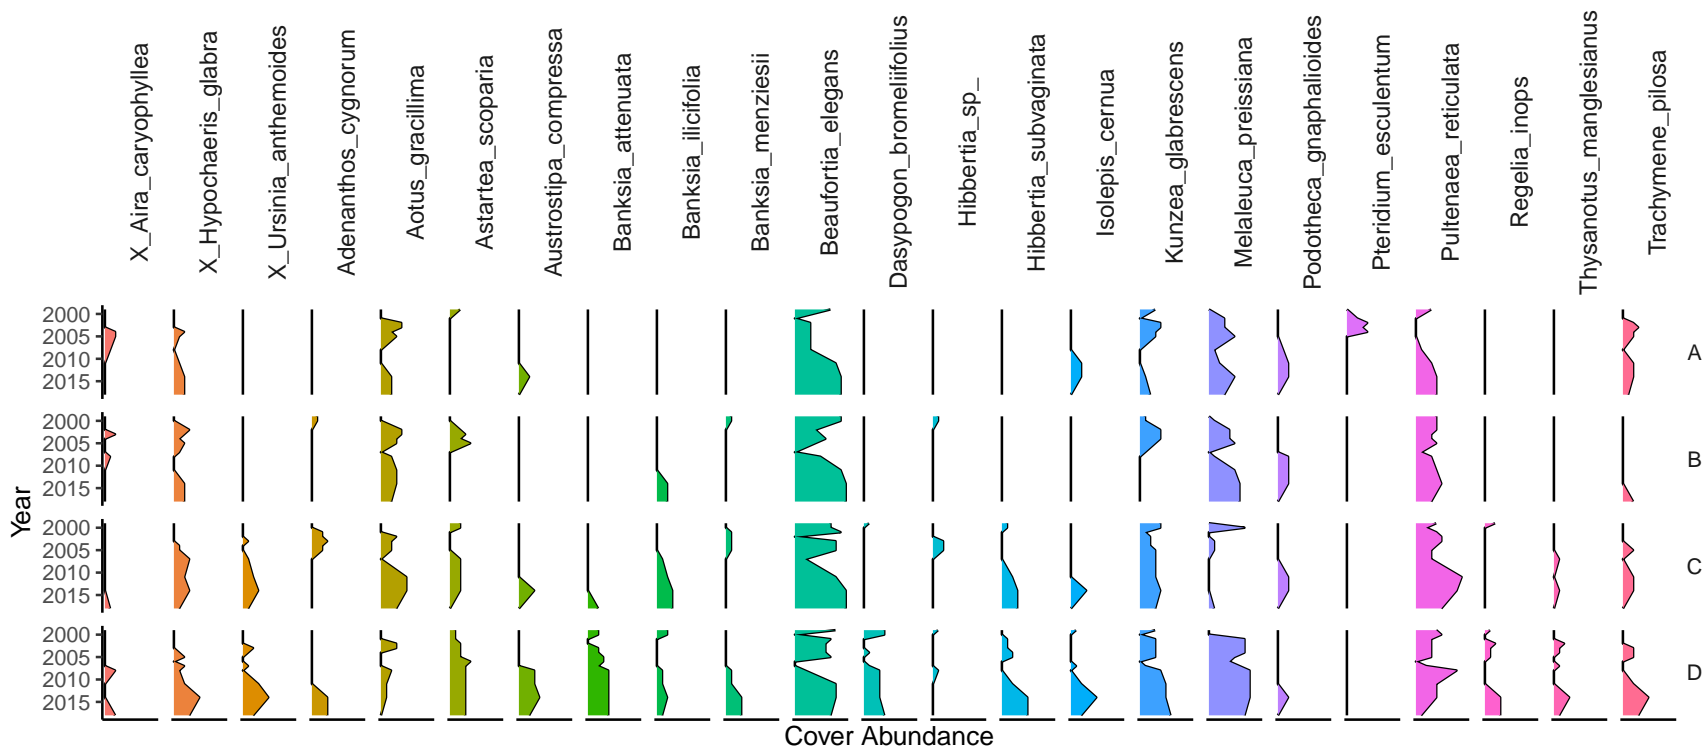 X_Aira_caryophyllea
X_Hypochaeris_glabra
X_Ursinia_anthemoides
Adenanthos_cygnorum
Aotus_gracillima
Astartea_scoparia
Austrostipa_compressa
Banksia_attenuata
Banksia_ilicifolia
Banksia_menziesii
Beaufortia_elegans
Dasypogon_bromeliifolius
Hibbertia_sp_
Hibbertia_subvaginata
Isolepis_cernua
Kunzea_glabrescens
Melaleuca_preissiana
Podotheca_gnaphalioides
Pteridium_esculentum
Pultenaea_reticulata
Regelia_inops
Thysanotus_manglesianus
Trachymene_pilosa
Year
2000
2005
2010
2015
A
2000
2005
2010
2015
B
2000
2005
2010
2015
C
2000
2005
2010
2015
D
Cover Abundance